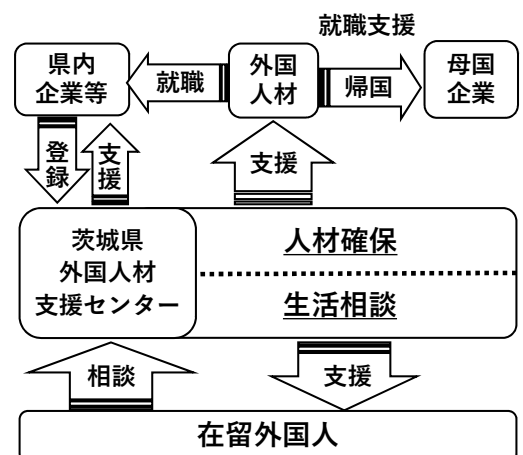 就職支援
県内
企業等
就職
外国
人材
帰国
母国
企業
登録
支援
支援
茨城県
外国人材
支援センター
人材確保
生活相談
相談
支援
在留外国人